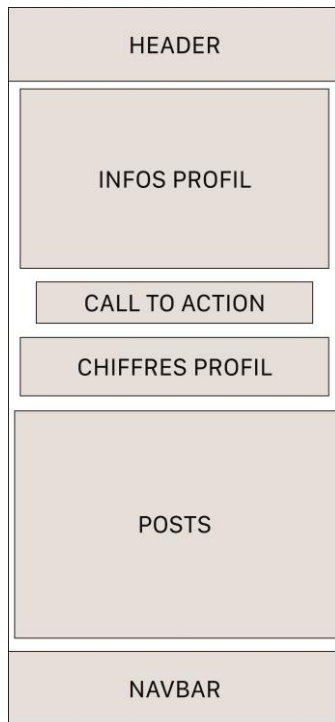 HEADER
INFOS PROFIL
CALL TO ACTION
CHIFFRES PROFIL
POSTS
NAVBAR